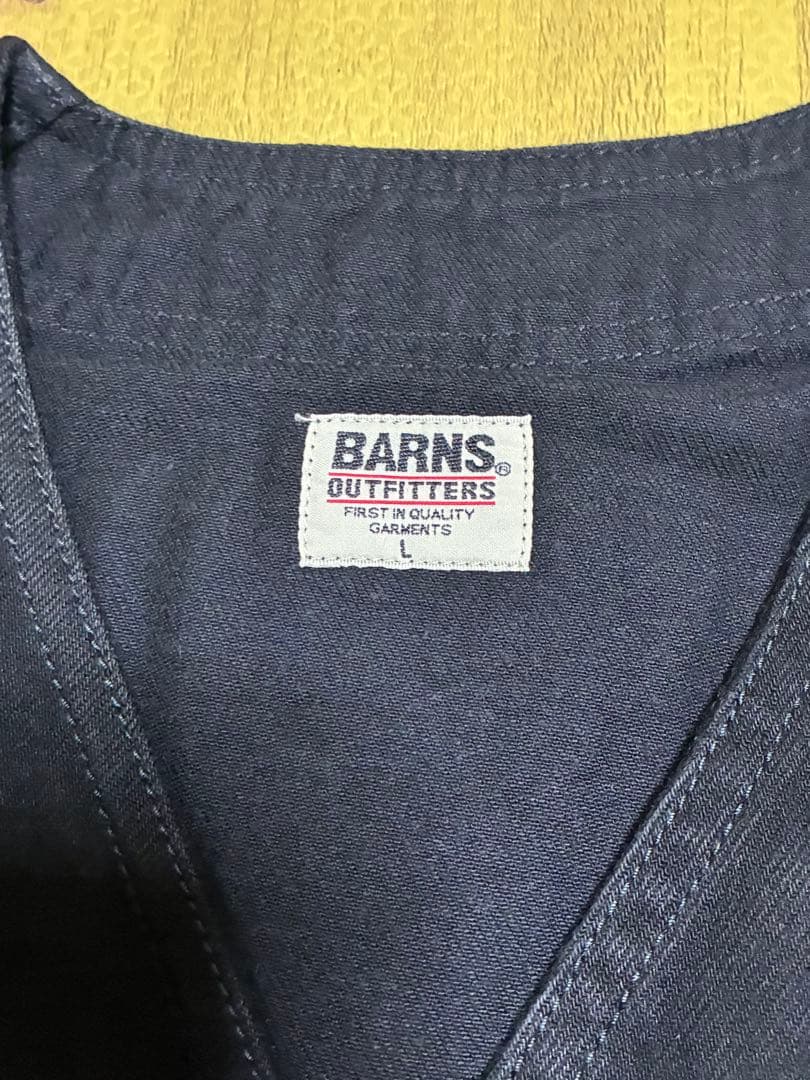 BARNS®
OUTFITTERS
FIRST IN QUALITY
GARMENTS
L